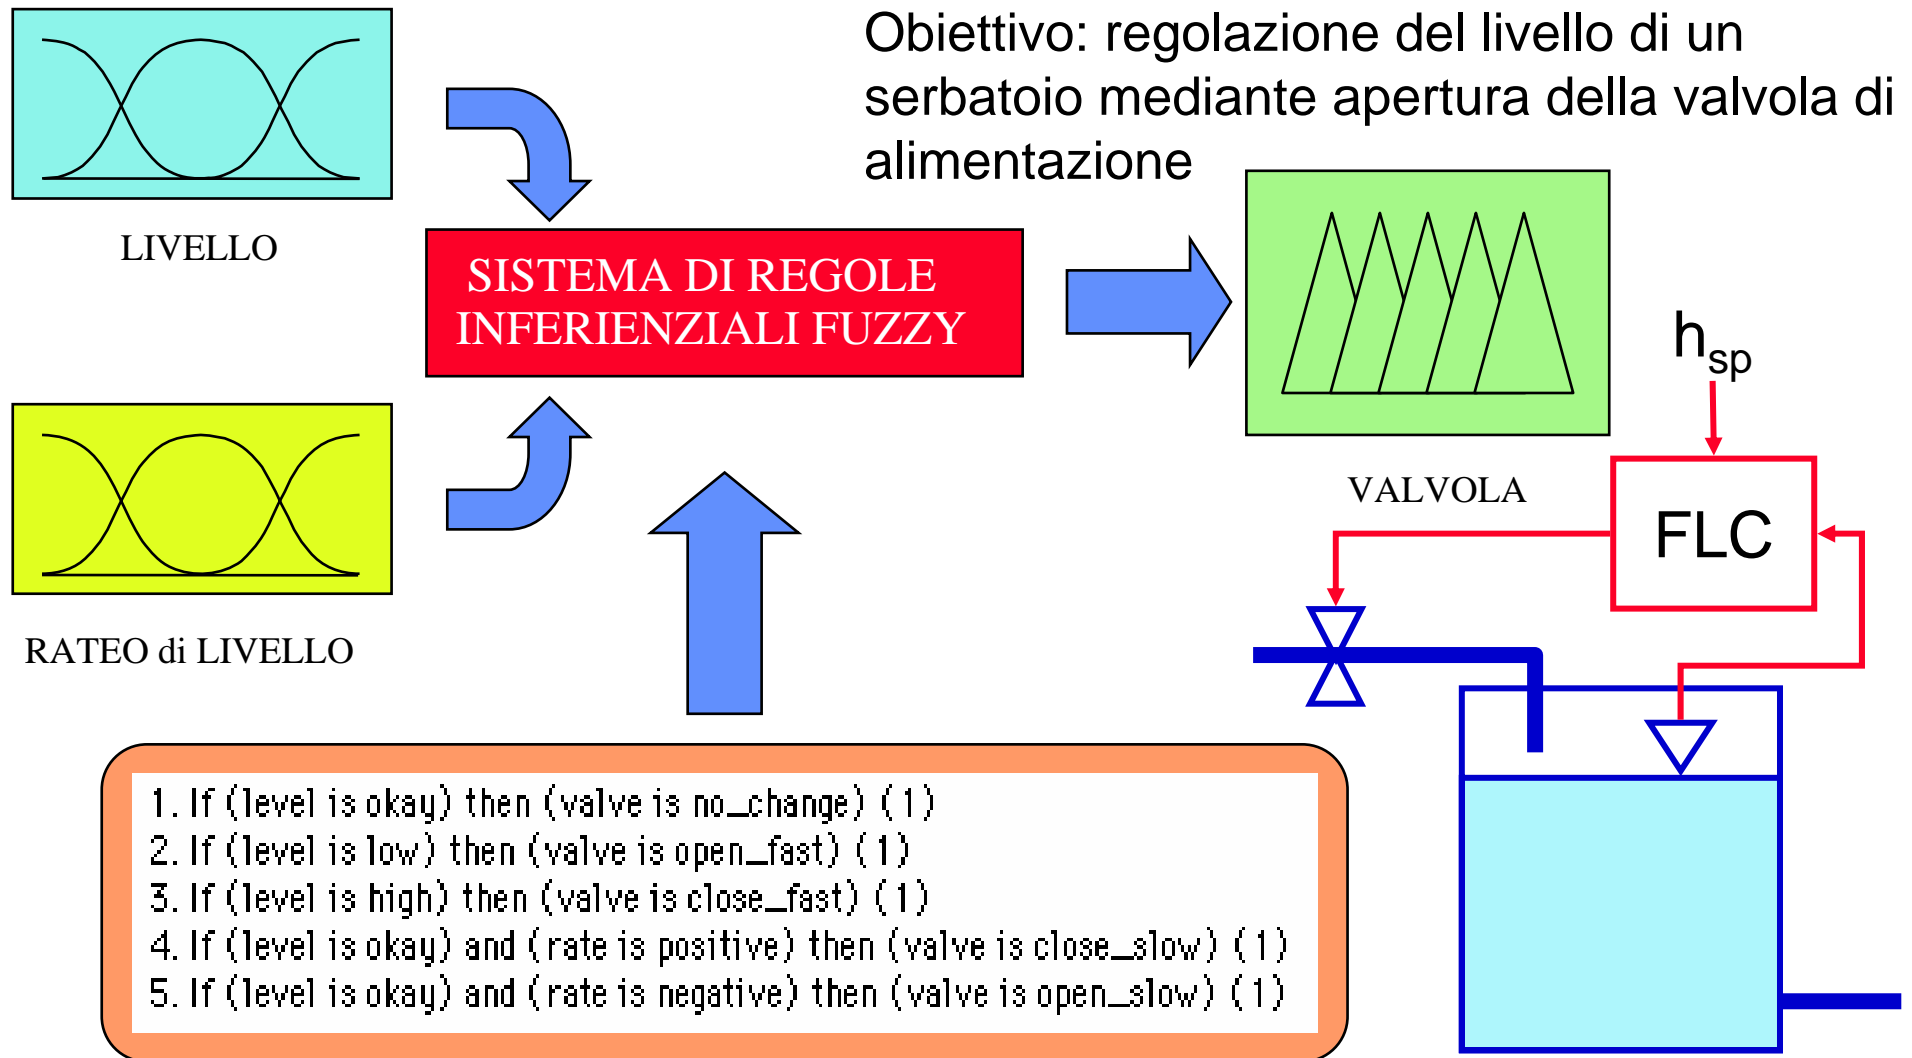 Obiettivo: regolazione del livello di un
serbatoio mediante apertura della valvola di
alimentazione
LIVELLO
SISTEMA DI REGOLE
INFERIENZIALI FUZZY
h_sp
VALVOLA
FLC
RATEO di LIVELLO
1. If (level is okay) then (valve is no_change) (1)
2. If (level is low) then (valve is open_fast) (1)
3. If (level is high) then (valve is close_fast) (1)
4. If (level is okay) and (rate is positive) then (valve is close_slow) (1)
5. If (level is okay) and (rate is negative) then (valve is open_slow) (1)